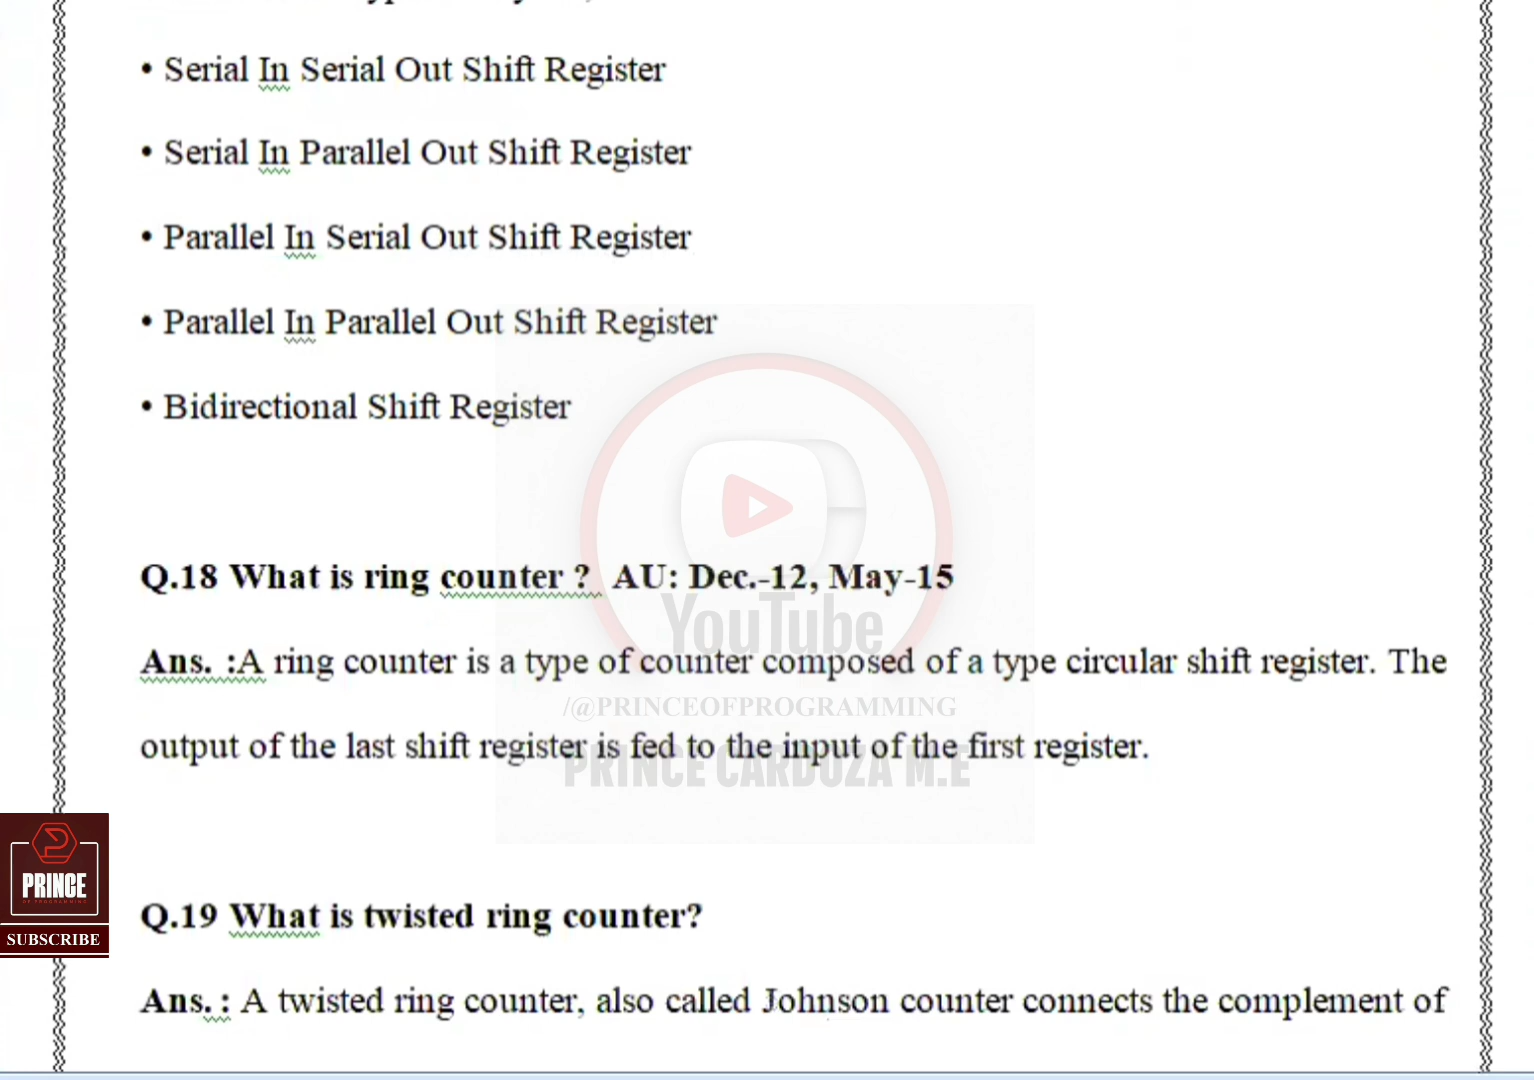 • Serial In Serial Out Shift Register
• Serial In Parallel Out Shift Register
• Parallel In Serial Out Shift Register
• Parallel In Parallel Out Shift Register
• Bidirectional Shift Register
Q.18 What is ring counter ? AU: Dec.-12, May-15
YouTube
Ans. :A ring counter is a type of counter composed of a type circular shift register. The
/@PRINCEOFPROGRAMMING
output of the last shift register is fed to the input of the first register.
PRINCE CARDOZA M.E
PRINCE
OF PROGRAMMING
SUBSCRIBE
Q.19 What is twisted ring counter?
Ans. : A twisted ring counter, also called Johnson counter connects the complement of